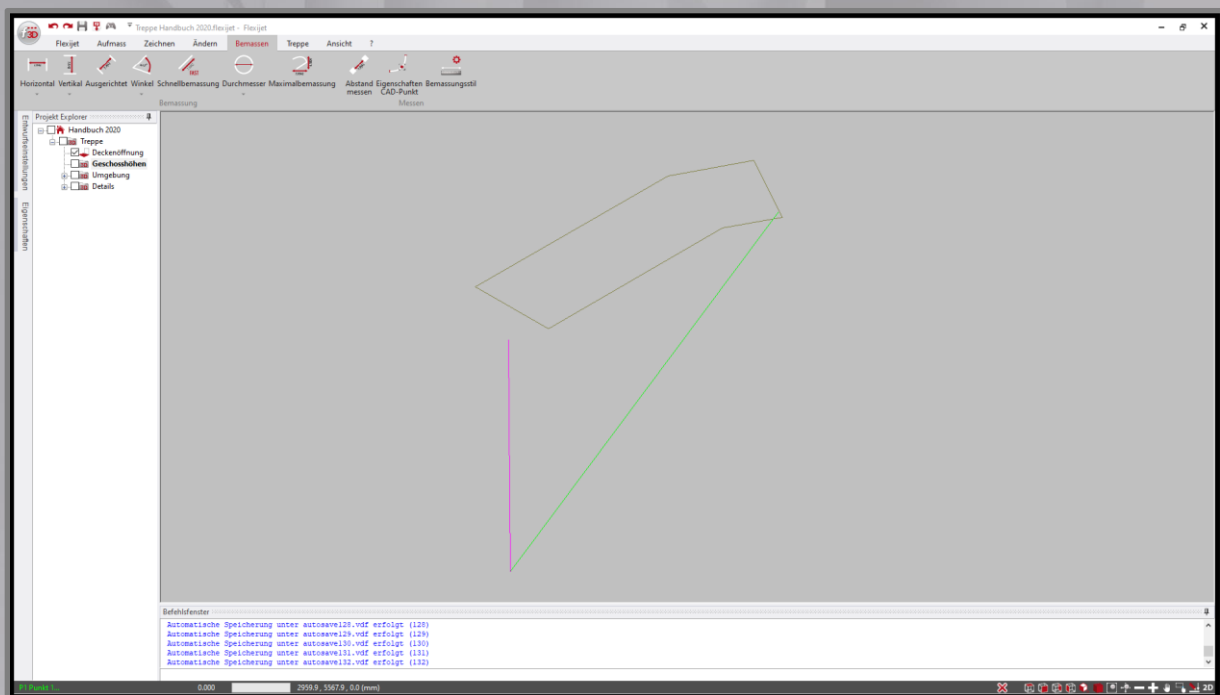 f3D
Treppe Handbuch 2020.flexijet - Flexijet
Flexijet Aufmass Zeichnen Ändern Bemassen Treppe Ansicht ?
Horizontal Vertikal Ausgerichtet Winkel Schnellbemassung Durchmesser Maximalbemassung Abstand messen Eigenschaften CAD-Punkt Bemassungsstil
Bemassung Messen
Entwurfseinstellungen
Eigenschaften
Projekt Explorer
Handbuch 2020
Treppe
Deckenöffnung
Geschosshöhen
Umgebung
Details
Befehlsfenster
Automatische Speicherung unter autosave128.vdf erfolgt (128)
Automatische Speicherung unter autosave129.vdf erfolgt (129)
Automatische Speicherung unter autosave130.vdf erfolgt (130)
Automatische Speicherung unter autosave131.vdf erfolgt (131)
Automatische Speicherung unter autosave132.vdf erfolgt (132)
P1 Punkt 1... 0.000 2959.9 , 5567.9 , 0.0 (mm) 2D